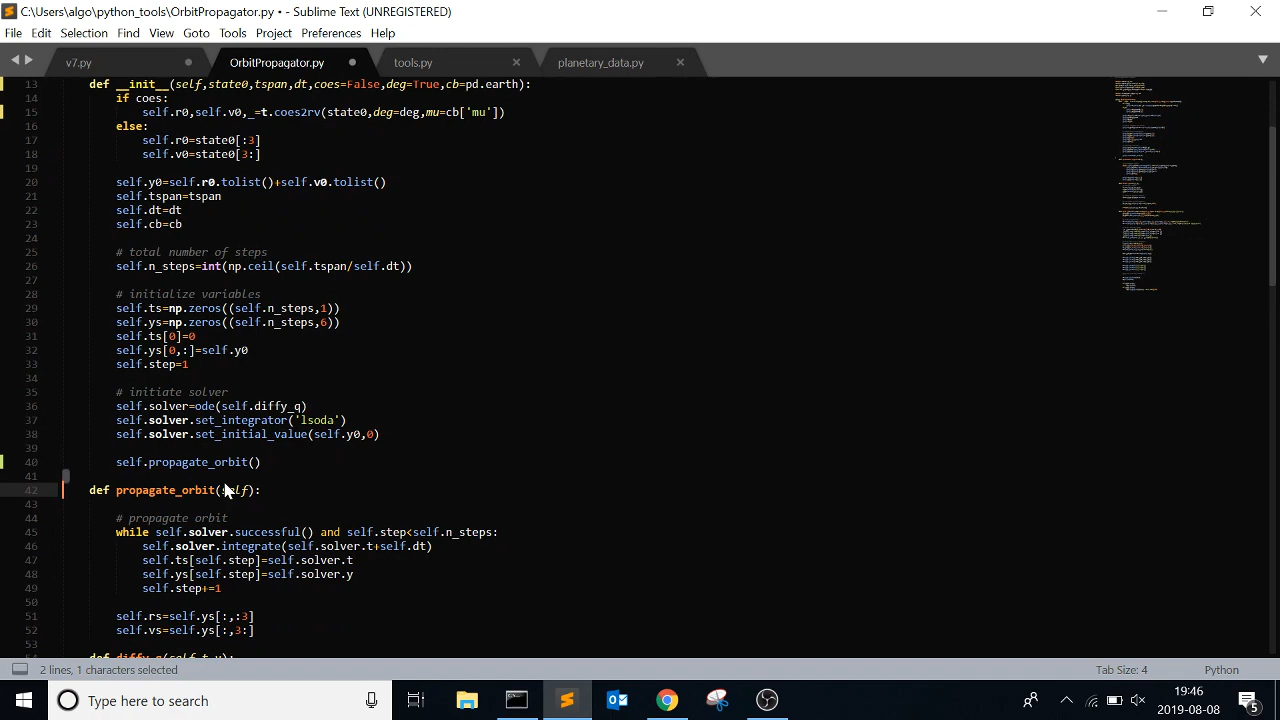 C:\Users\algo\python_tools\OrbitPropagator.py • - Sublime Text (UNREGISTERED)
File Edit Selection Find View Goto Tools Project Preferences Help
v7.py OrbitPropagator.py tools.py planetary_data.py
13 def __init__(self,state0,tspan,dt,coes=False,deg=True,cb=pd.earth):
14 if coes:
15 self.r0,self.v0,_=t.coes2rv(state0,deg=deg,mu=cb['mu'])
16 else:
17 self.r0=state0[:3]
18 self.v0=state0[3:]
19
20 self.y0=self.r0.tolist()+self.v0.tolist()
21 self.tspan=tspan
22 self.dt=dt
23 self.cb=cb
24
25 # total number of steps
26 self.n_steps=int(np.ceil(self.tspan/self.dt))
27
28 # initialize variables
29 self.ts=np.zeros((self.n_steps,1))
30 self.ys=np.zeros((self.n_steps,6))
31 self.ts[0]=0
32 self.ys[0,:]=self.y0
33 self.step=1
34
35 # initiate solver
36 self.solver=ode(self.diffy_q)
37 self.solver.set_integrator('lsoda')
38 self.solver.set_initial_value(self.y0,0)
39
40 self.propagate_orbit()
41
42 def propagate_orbit(self):
43
44 # propagate orbit
45 while self.solver.successful() and self.step<self.n_steps:
46 self.solver.integrate(self.solver.t+self.dt)
47 self.ts[self.step]=self.solver.t
48 self.ys[self.step]=self.solver.y
49 self.step+=1
50
51 self.rs=self.ys[:,:3]
52 self.vs=self.ys[:,3:]
53
54 def diffy_q(self,t,y):
2 lines, 1 characters selected Tab Size: 4 Python
Type here to search
19:46
2019-08-08
5